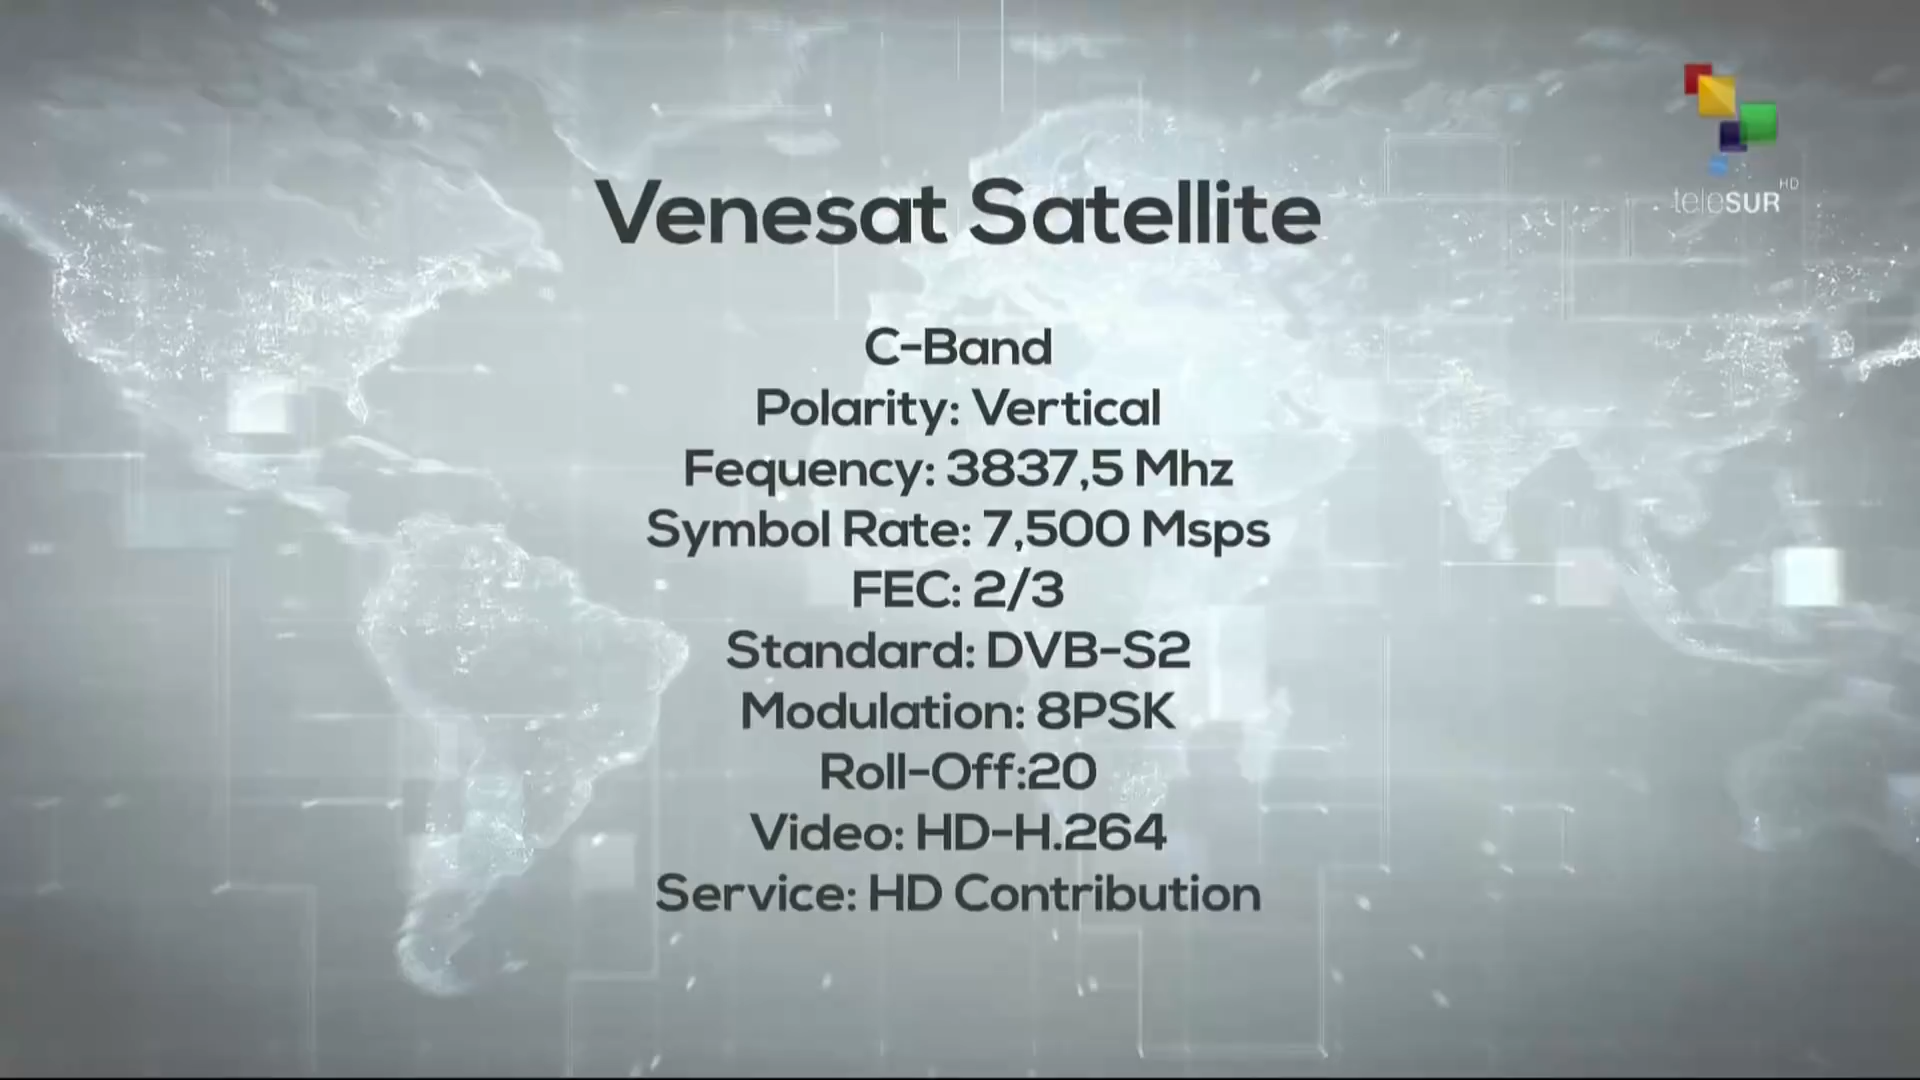 Venesat Satellite
C-Band
Polarity: Vertical
Fequency: 3837,5 Mhz
Symbol Rate: 7,500 Msps
FEC: 2/3
Standard: DVB-S2
Modulation: 8PSK
Roll-Off:20
Video: HD-H.264
Service: HD Contribution
teleSUR HD